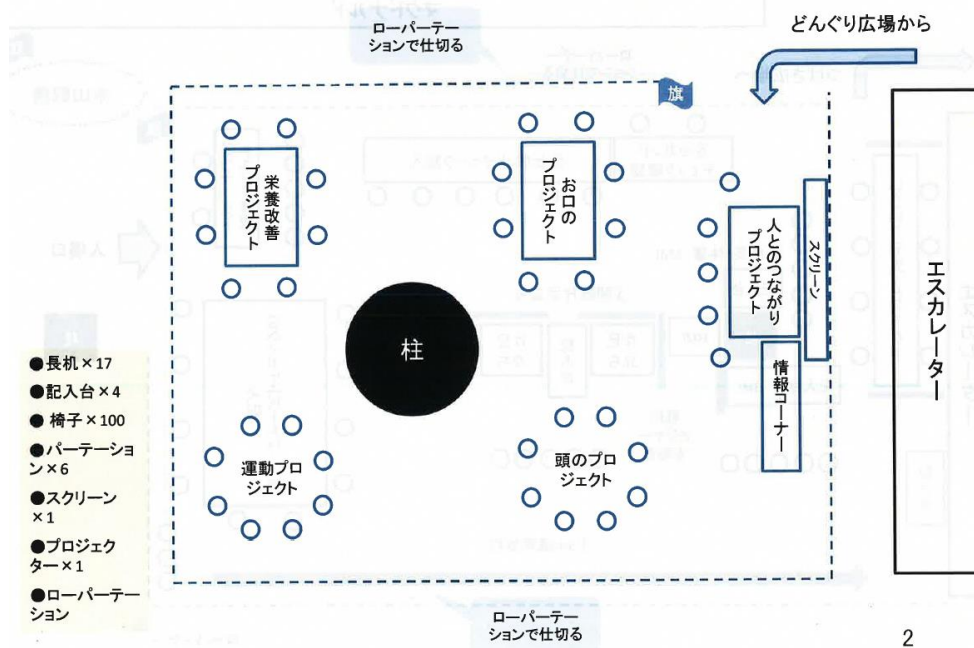 ローパーテー
ションで仕切る
どんぐり広場から
旗
栄養改善
プロジェクト
お口の
プロジェクト
人とのつながり
プロジェクト
スクリーン
エスカレーター
柱
情報コーナー
運動プロ
ジェクト
頭のプロ
ジェクト
●長机×17
●記入台×4
● 椅子×100
●パーテーショ
ン×6
●スクリーン
×1
●プロジェク
ター×1
●ローパーテー
ション
ローパーテー
ションで仕切る
2